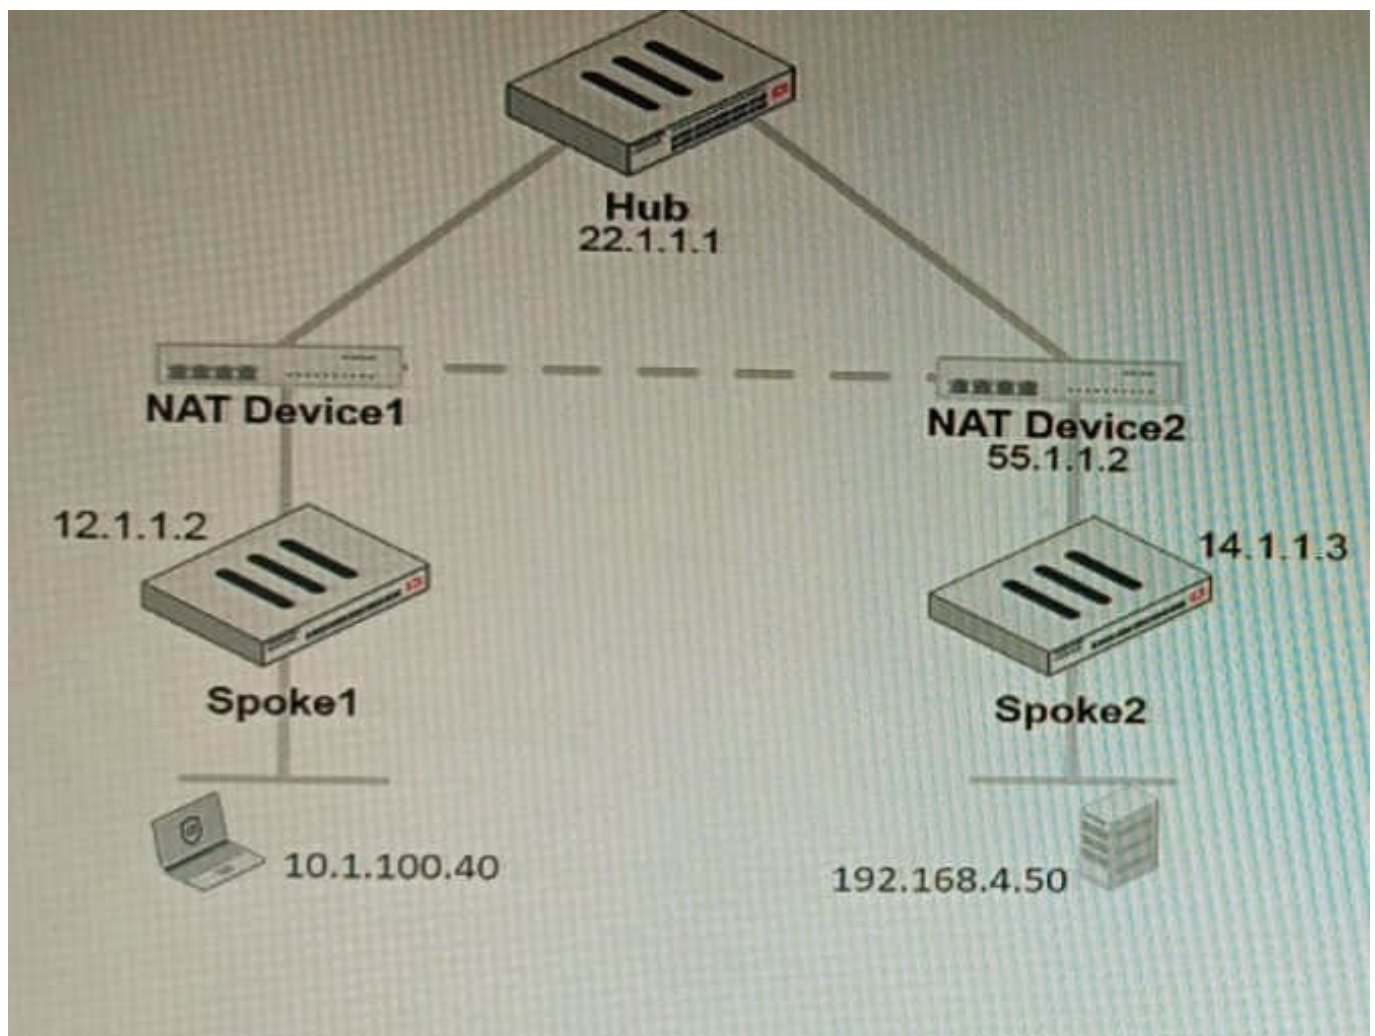 Hub
22.1.1.1
NAT Device1
NAT Device2
55.1.1.2
12.1.1.2
14.1.1.3
Spoke1
Spoke2
10.1.100.40
192.168.4.50